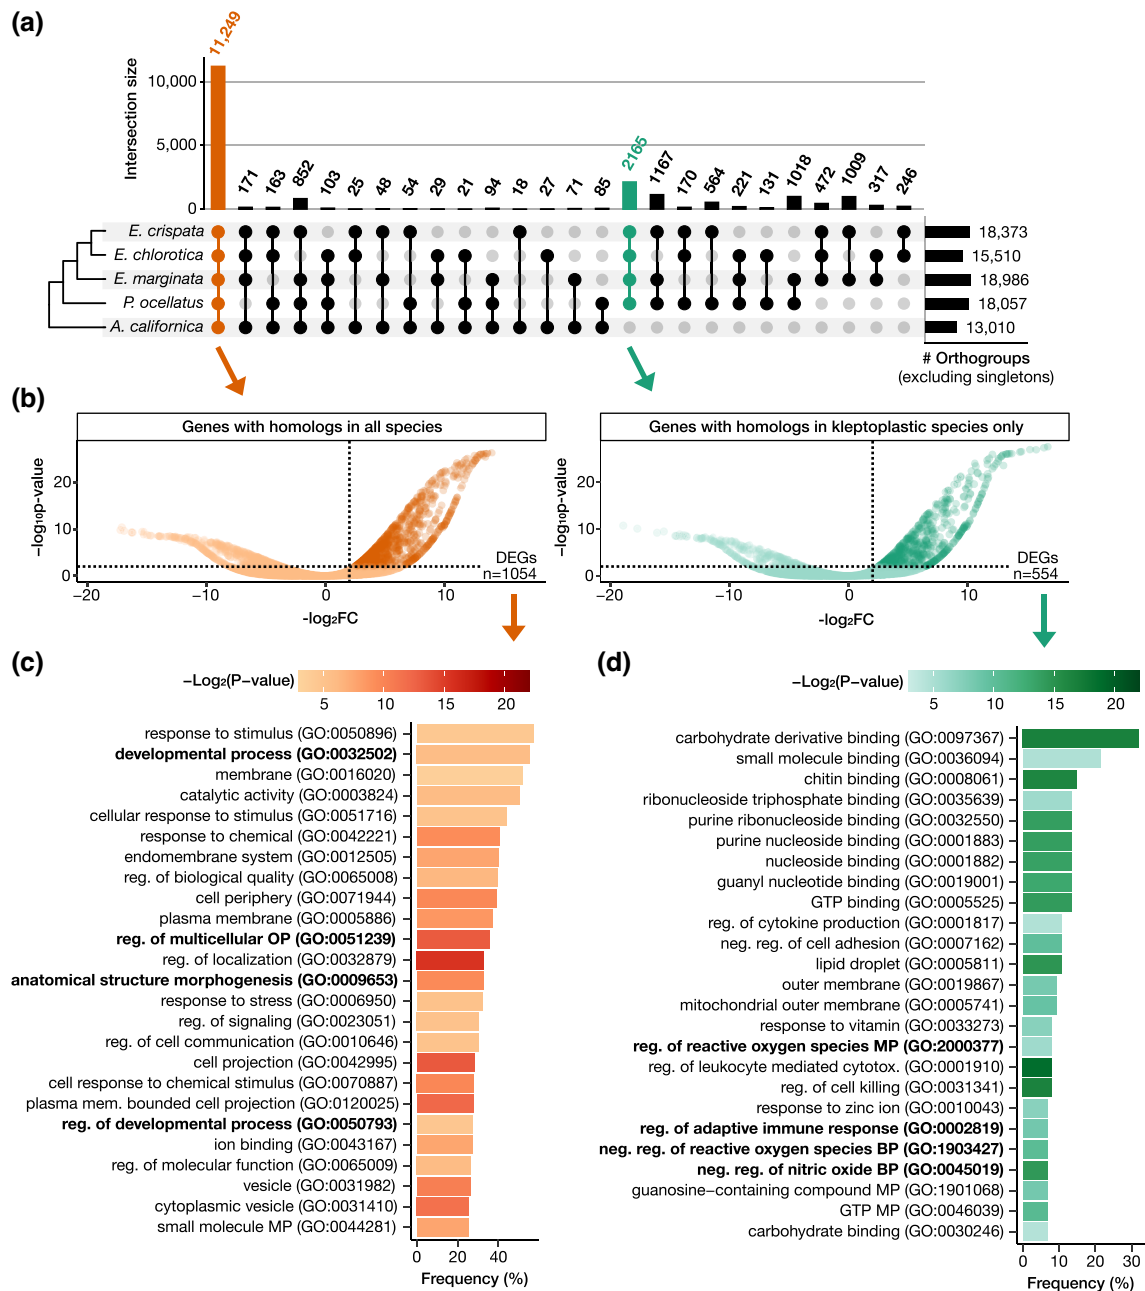 (a)
Intersection size
10,000
5,000
0
11,249
171
163
852
103
25
48
54
29
21
94
18
27
71
85
2165
1167
170
564
221
131
1018
472
1009
317
246
E. crispata
18,373
E. chlorotica
15,510
E. marginata
18,986
P. ocellatus
18,057
A. californica
13,010
# Orthogroups
(excluding singletons)
(b)
Genes with homologs in all species
−log₁₀p-value
20
10
0
DEGs
n=1054
−20
−10
0
10
-log₂FC
Genes with homologs in kleptoplastic species only
−log₁₀p-value
20
10
0
DEGs
n=554
−20
−10
0
10
-log₂FC
(c)
−Log₂(P−value)
5
10
15
20
response to stimulus (GO:0050896)
developmental process (GO:0032502)
membrane (GO:0016020)
catalytic activity (GO:0003824)
cellular response to stimulus (GO:0051716)
response to chemical (GO:0042221)
endomembrane system (GO:0012505)
reg. of biological quality (GO:0065008)
cell periphery (GO:0071944)
plasma membrane (GO:0005886)
reg. of multicellular OP (GO:0051239)
reg. of localization (GO:0032879)
anatomical structure morphogenesis (GO:0009653)
response to stress (GO:0006950)
reg. of signaling (GO:0023051)
reg. of cell communication (GO:0010646)
cell projection (GO:0042995)
cell response to chemical stimulus (GO:0070887)
plasma mem. bounded cell projection (GO:0120025)
reg. of developmental process (GO:0050793)
ion binding (GO:0043167)
reg. of molecular function (GO:0065009)
vesicle (GO:0031982)
cytoplasmic vesicle (GO:0031410)
small molecule MP (GO:0044281)
0
20
40
Frequency (%)
(d)
−Log₂(P−value)
5
10
15
20
carbohydrate derivative binding (GO:0097367)
small molecule binding (GO:0036094)
chitin binding (GO:0008061)
ribonucleoside triphosphate binding (GO:0035639)
purine ribonucleoside binding (GO:0032550)
purine nucleoside binding (GO:0001883)
nucleoside binding (GO:0001882)
guanyl nucleotide binding (GO:0019001)
GTP binding (GO:0005525)
reg. of cytokine production (GO:0001817)
neg. reg. of cell adhesion (GO:0007162)
lipid droplet (GO:0005811)
outer membrane (GO:0019867)
mitochondrial outer membrane (GO:0005741)
response to vitamin (GO:0033273)
reg. of reactive oxygen species MP (GO:2000377)
reg. of leukocyte mediated cytotox. (GO:0001910)
reg. of cell killing (GO:0031341)
response to zinc ion (GO:0010043)
reg. of adaptive immune response (GO:0002819)
neg. reg. of reactive oxygen species BP (GO:1903427)
neg. reg. of nitric oxide BP (GO:0045019)
guanosine−containing compound MP (GO:1901068)
GTP MP (GO:0046039)
carbohydrate binding (GO:0030246)
0
10
20
30
Frequency (%)